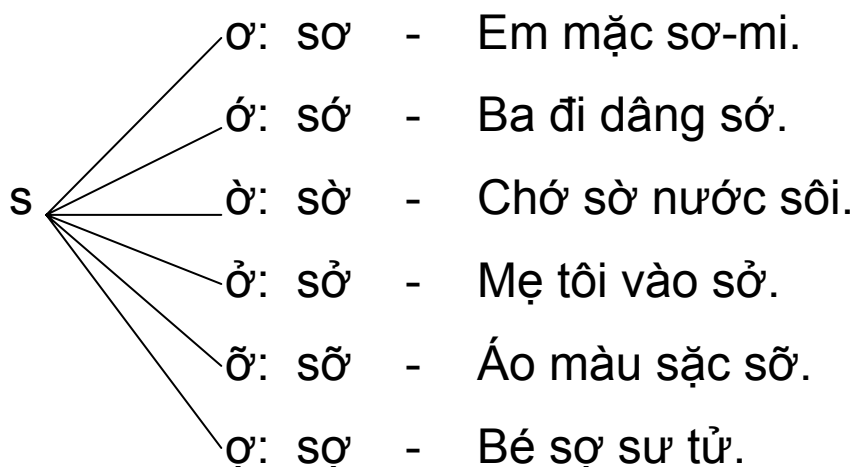 ơ: sơ - Em mặc sơ-mi.
ớ: sớ - Ba đi dâng sớ.
s ờ: sờ - Chớ sờ nước sôi.
ở: sở - Mẹ tôi vào sở.
ỡ: sỡ - Áo màu sặc sỡ.
ợ: sợ - Bé sợ sư tử.